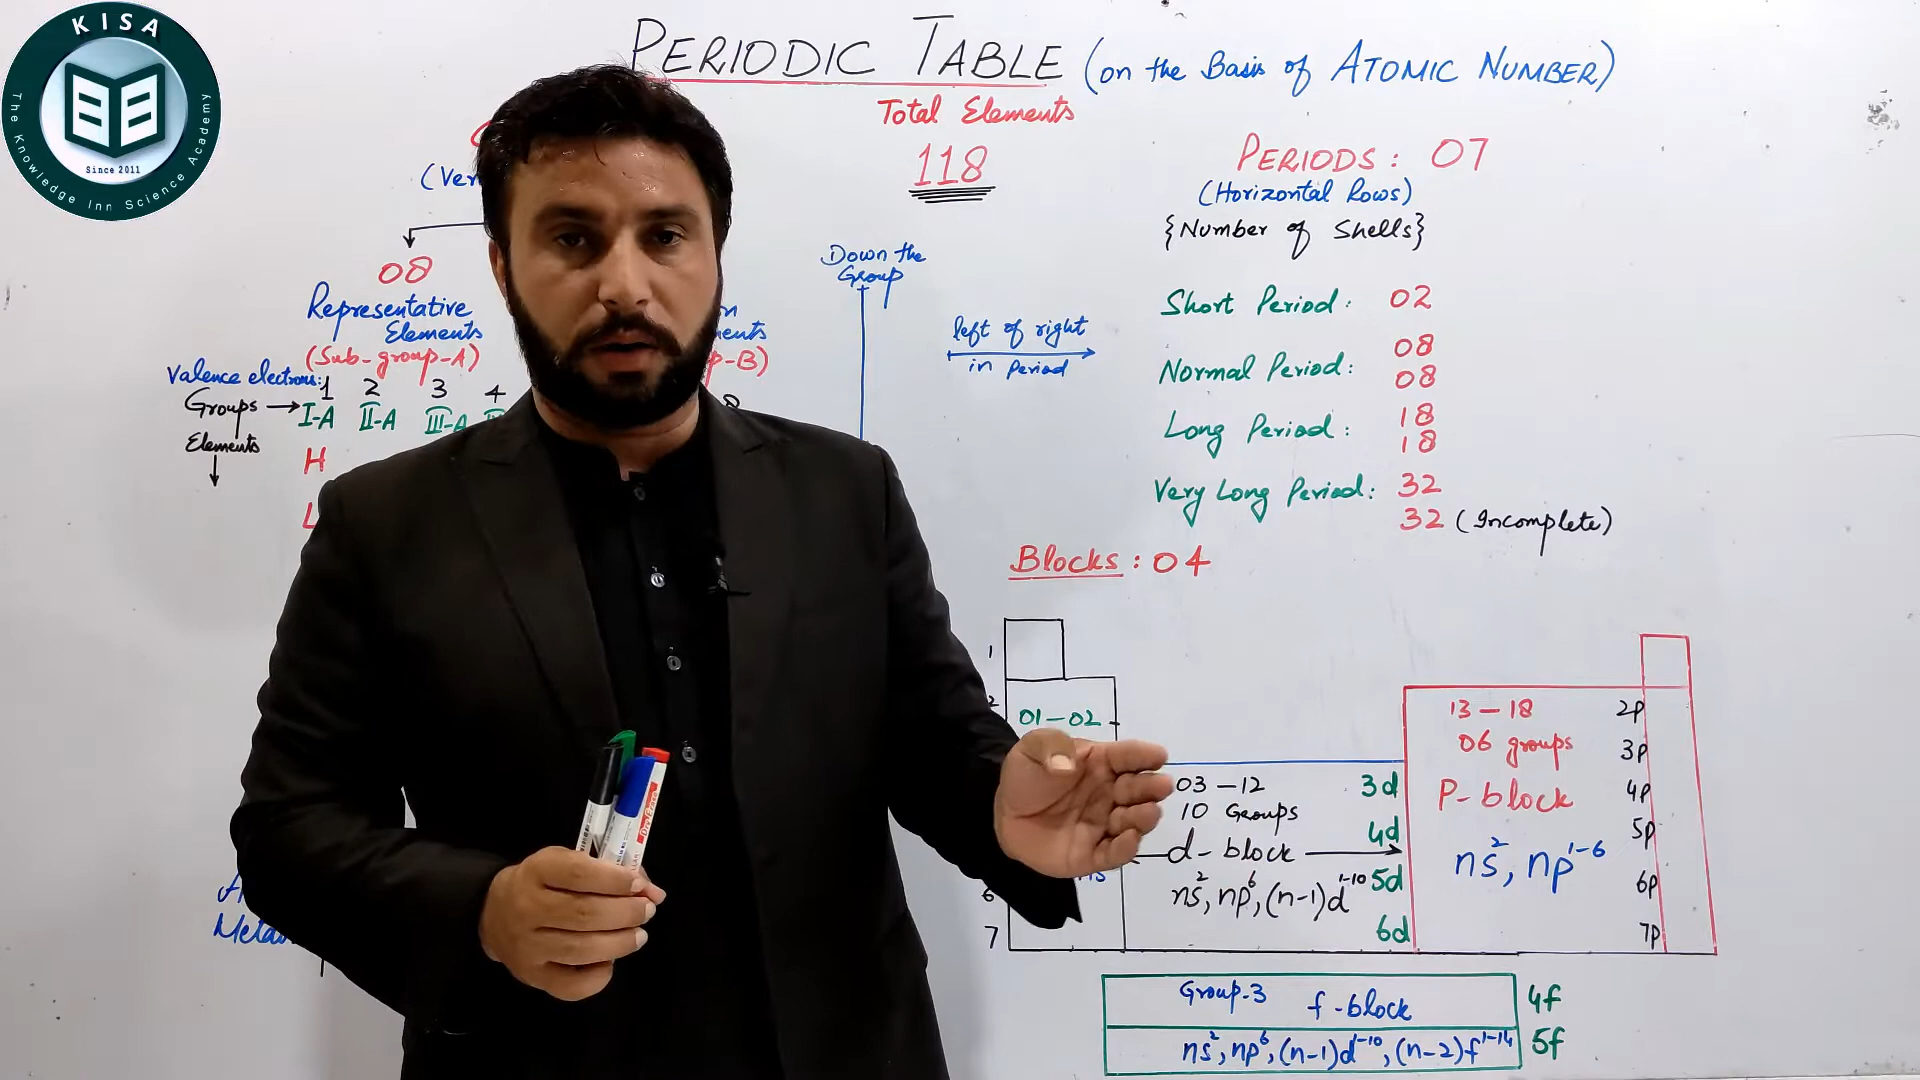 KISA
The Knowledge Inn Science Academy
Since 2011
PERIODIC TABLE (on the Basis of ATOMIC NUMBER)
Total Elements
118
08
Representative
Elements
(Sub-group-A)
Valence electrons: 1 2 3 4
Groups → I-A II-A III-A
Elements
H
Down the
Group
left of right
in Period
PERIODS: 07
(Horizontal Rows)
{Number of Shells}
Short Period: 02
Normal Period: 08
08
Long Period: 18
18
Very Long Period: 32
32 (Incomplete)
Blocks: 04
1
2
01-02
6
7
03-12
10 Groups
d-block
ns², np⁶, (n-1)d¹⁻¹⁰
3d
4d
5d
6d
13-18
06 groups
P-block
ns², np¹⁻⁶
2p
3p
4p
5p
6p
7p
Group-3 f-block
ns², np⁶, (n-1)d¹⁻¹⁰, (n-2)f¹⁻¹⁴
4f
5f